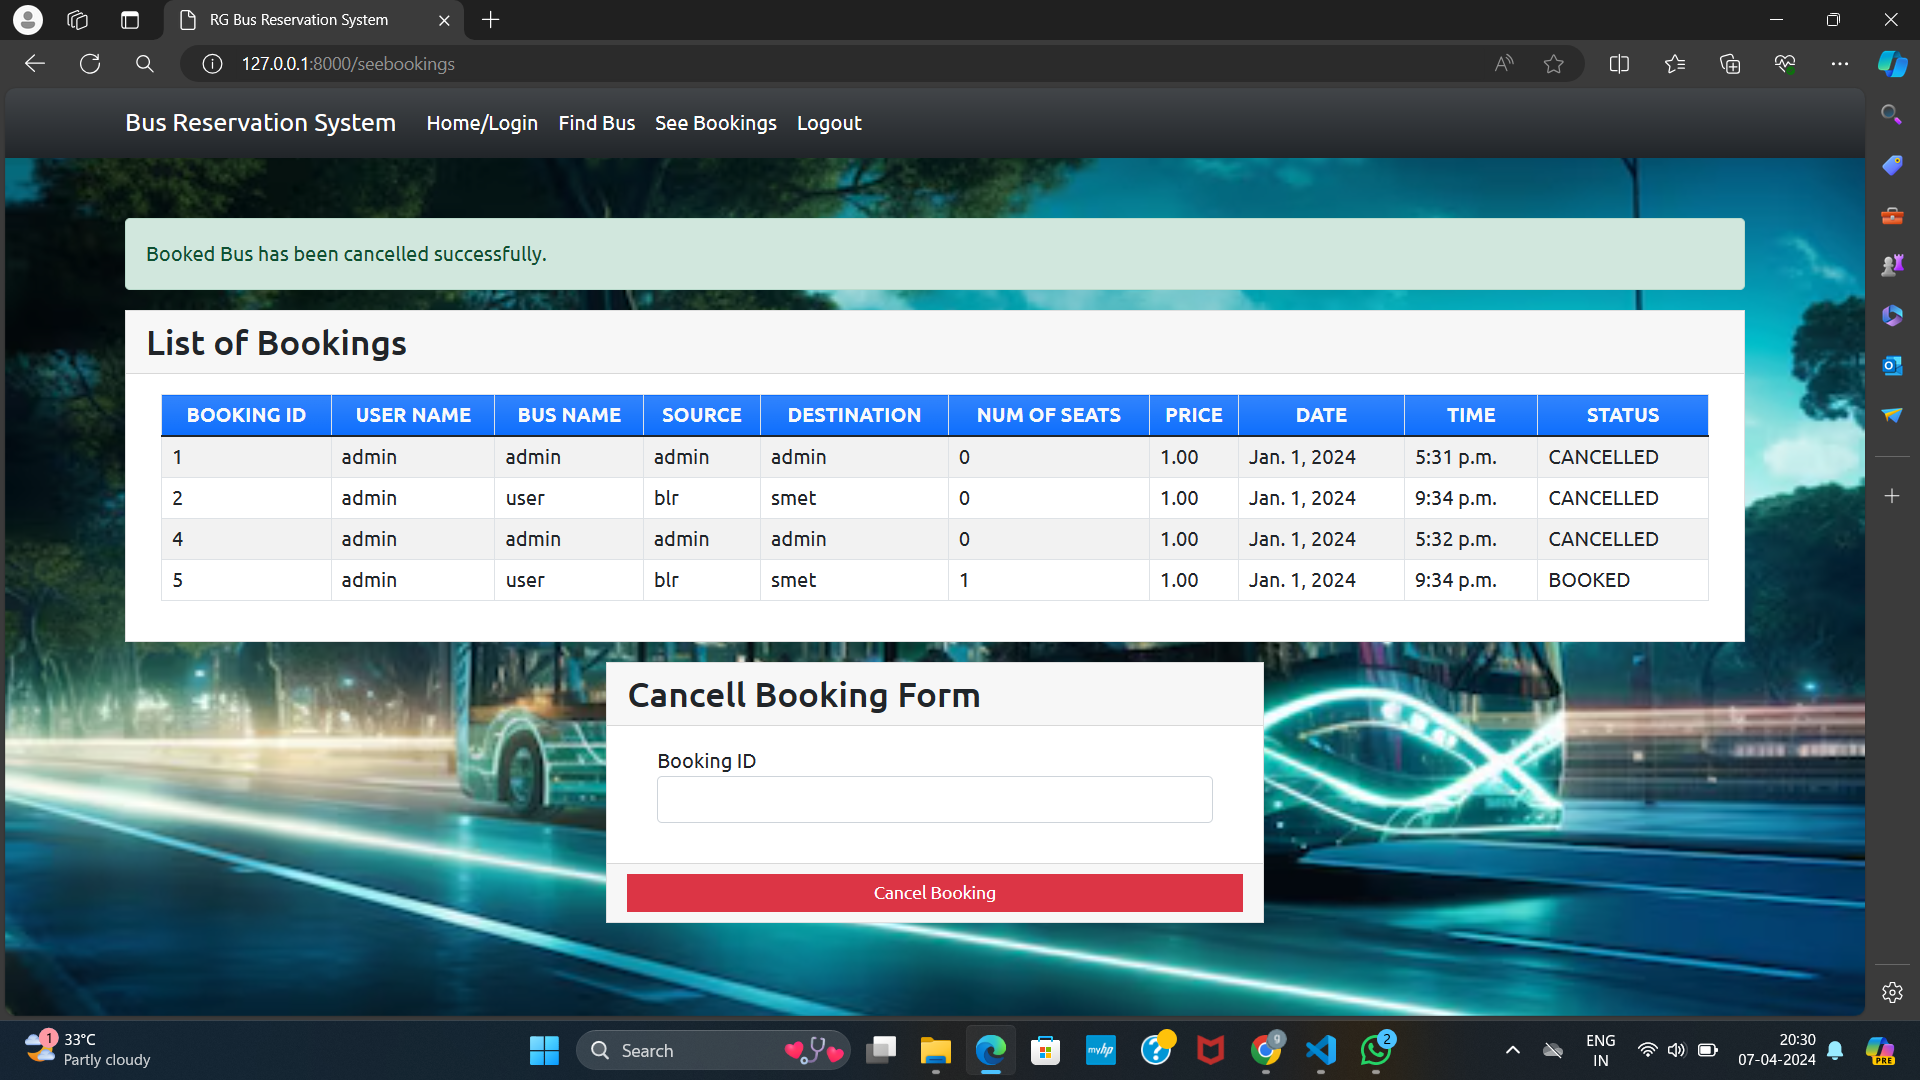 RG Bus Reservation System
127.0.0.1:8000/seebookings
Bus Reservation System Home/Login Find Bus See Bookings Logout
Booked Bus has been cancelled successfully.
List of Bookings
BOOKING ID USER NAME BUS NAME SOURCE DESTINATION NUM OF SEATS PRICE DATE TIME STATUS
1 admin admin admin admin 0 1.00 Jan. 1, 2024 5:31 p.m. CANCELLED
2 admin user blr smet 0 1.00 Jan. 1, 2024 9:34 p.m. CANCELLED
4 admin admin admin admin 0 1.00 Jan. 1, 2024 5:32 p.m. CANCELLED
5 admin user blr smet 1 1.00 Jan. 1, 2024 9:34 p.m. BOOKED
Cancell Booking Form
Booking ID
Cancel Booking
1
33°C
Partly cloudy
Search
myhp
?
9
2
ENG
IN
20:30
07-04-2024
PRE